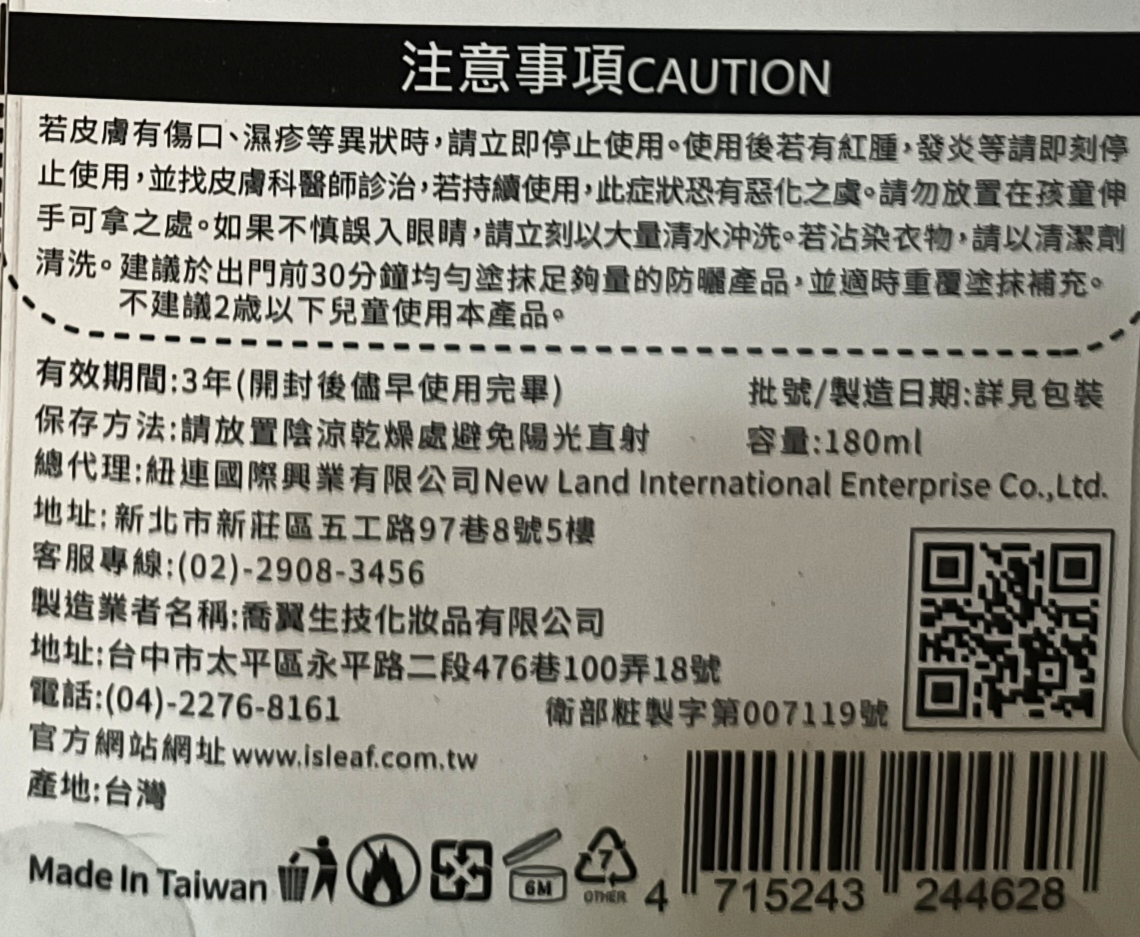 注意事項CAUTION
若皮膚有傷口、濕疹等異狀時，請立即停止使用。使用後若有紅腫，發炎等請即刻停
止使用，並找皮膚科醫師診治，若持續使用，此症狀恐有惡化之虞。請勿放置在孩童伸
手可拿之處。如果不慎誤入眼睛，請立刻以大量清水沖洗。若沾染衣物，請以清潔劑
清洗。建議於出門前30分鐘均勻塗抹足夠量的防曬產品，並適時重覆塗抹補充。
不建議2歲以下兒童使用本產品。
有效期間:3年(開封後儘早使用完畢)
批號/製造日期:詳見包裝
保存方法:請放置陰涼乾燥處避免陽光直射
容量:180ml
總代理:紐連國際興業有限公司New Land International Enterprise Co.,Ltd.
地址:新北市新莊區五工路97巷8號5樓
客服專線:(02)-2908-3456
製造業者名稱:喬翼生技化妝品有限公司
地址:台中市太平區永平路二段476巷100弄18號
電話:(04)-2276-8161
衛部粧製字第007119號
官方網站網址www.isleaf.com.tw
產地:台灣
Made In Taiwan
6M
7
OTHER
4 715243 244628